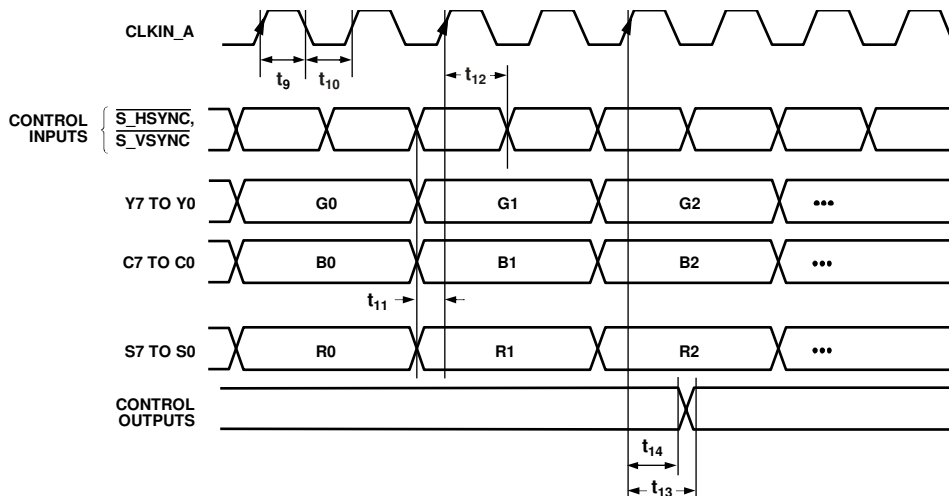 CLKIN_A
t9
t10
t12
CONTROL INPUTS
S_HSYNC,
S_VSYNC
Y7 TO Y0
G0
G1
G2
•••
C7 TO C0
B0
B1
B2
•••
t11
S7 TO S0
R0
R1
R2
•••
CONTROL OUTPUTS
t14
t13